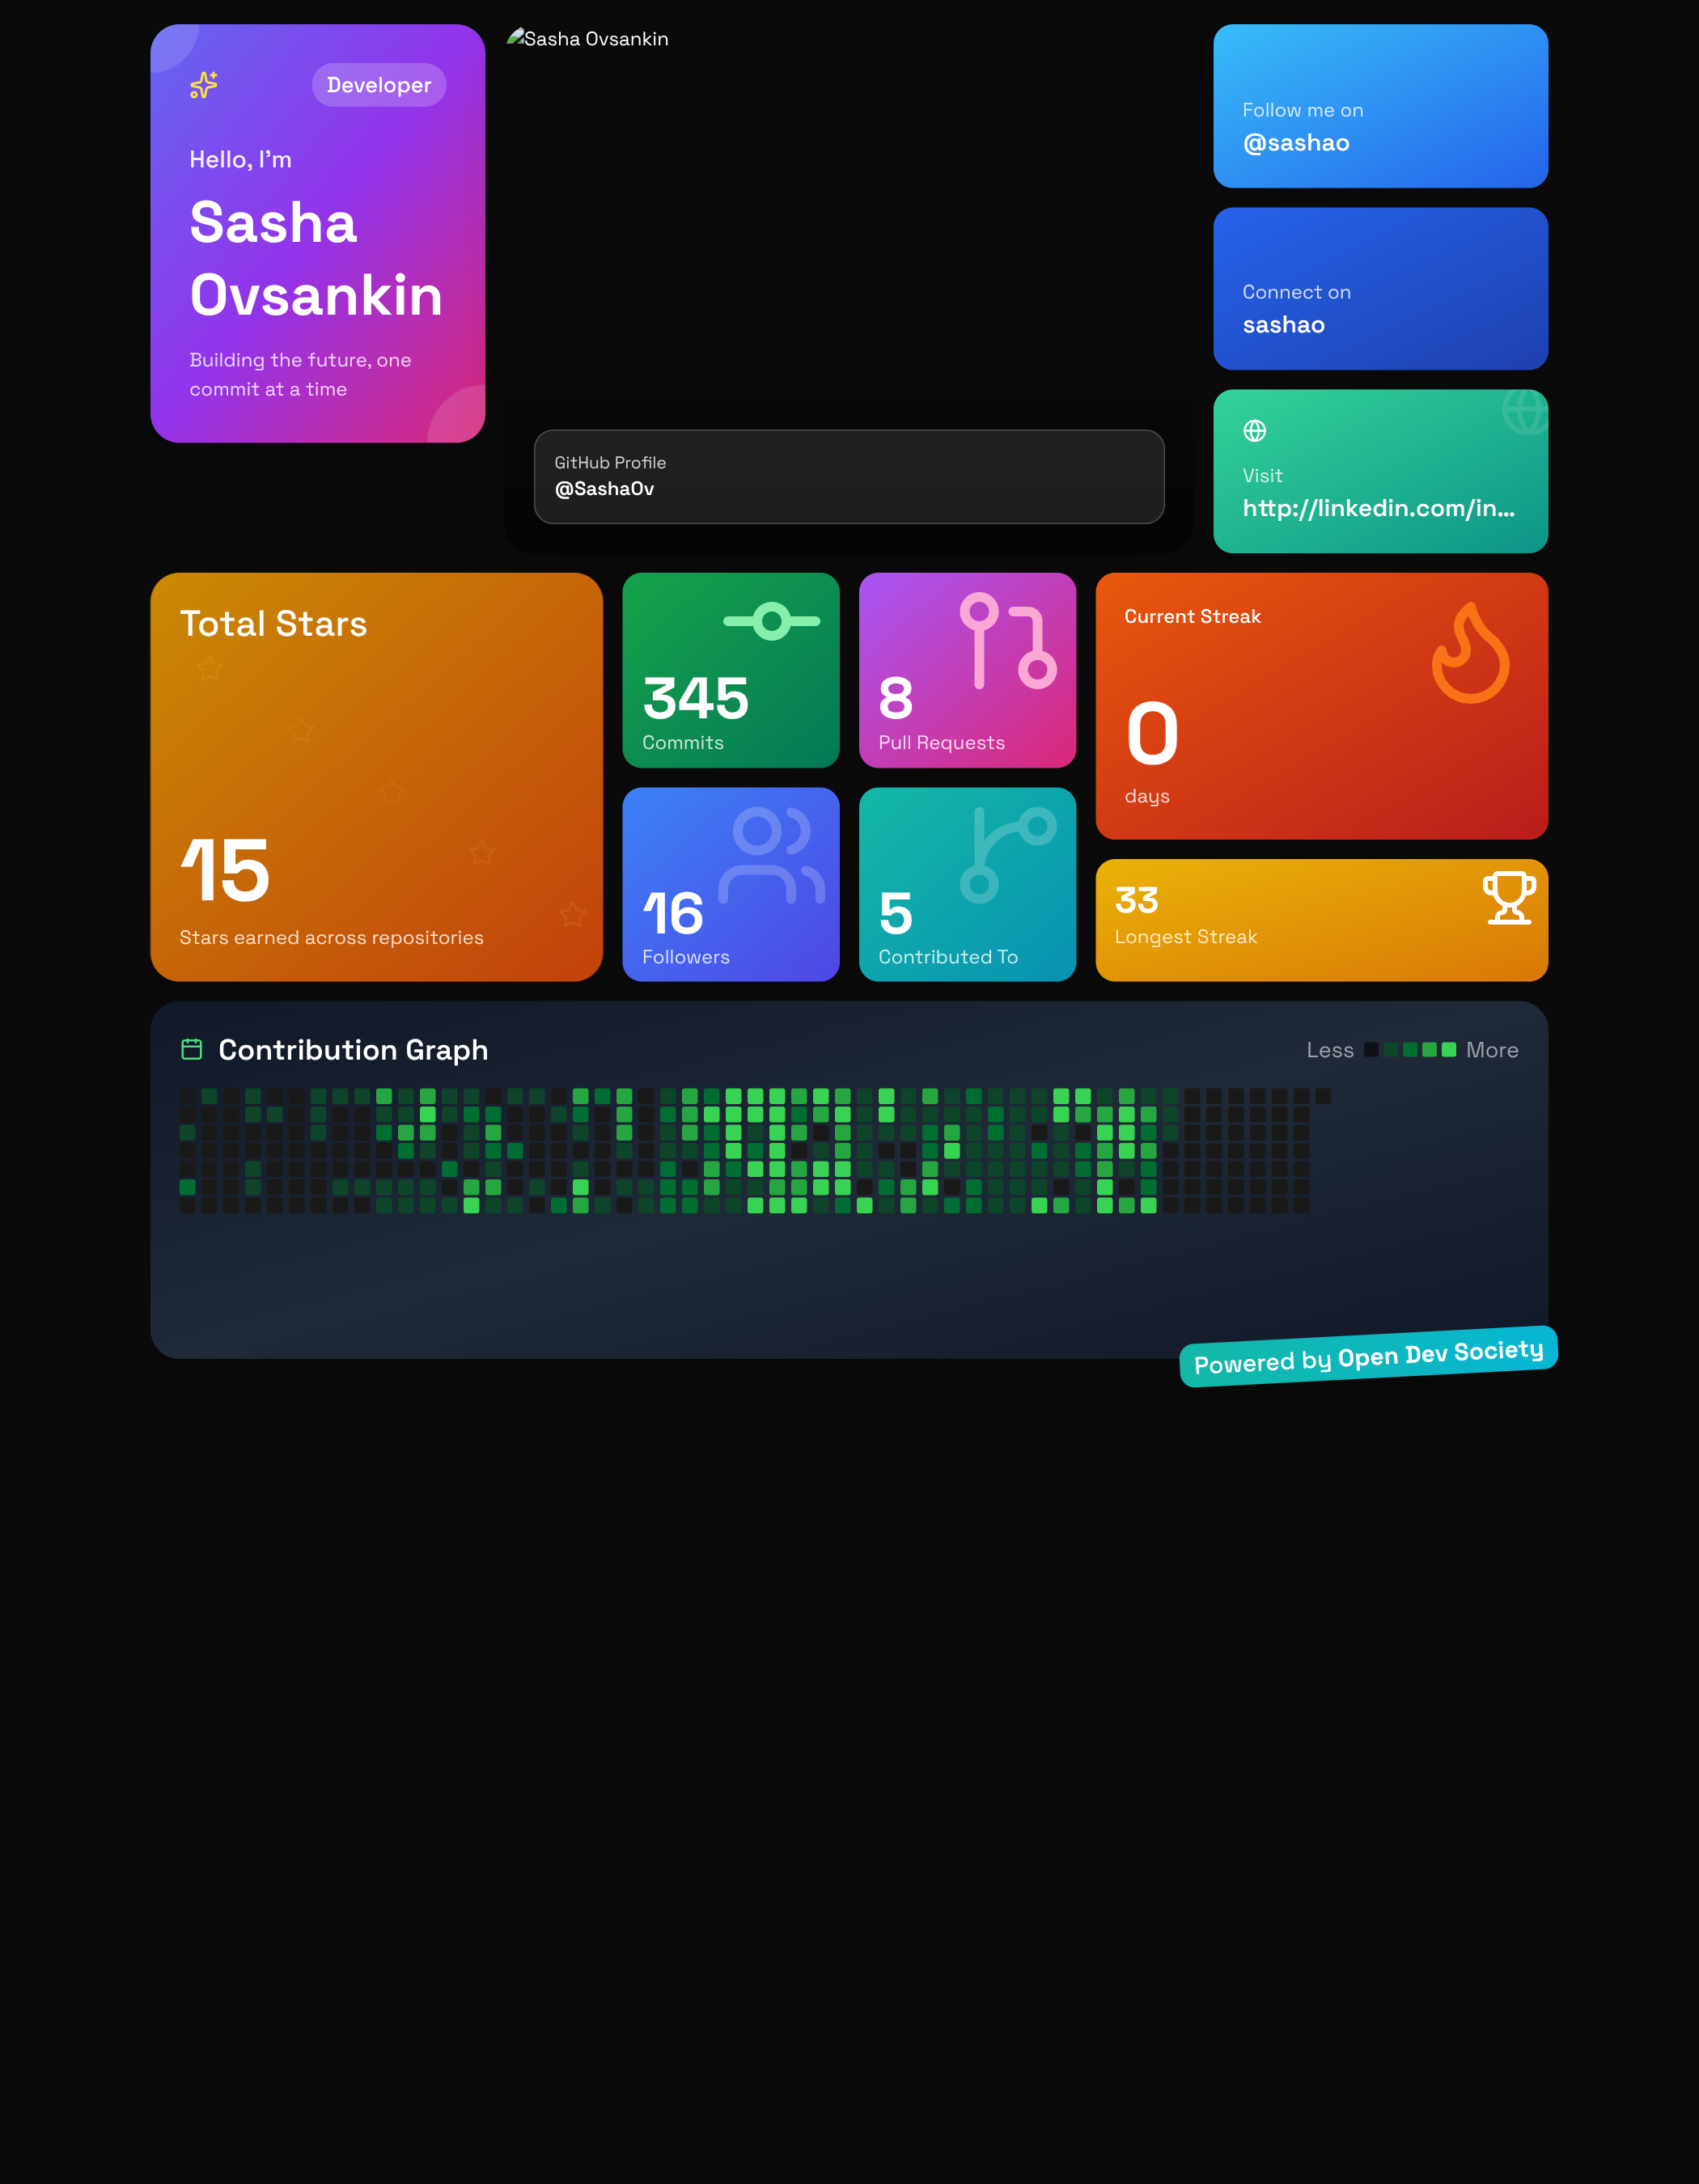 Developer
Hello, I'm
Sasha
Ovsankin
Building the future, one
commit at a time
Sasha Ovsankin
GitHub Profile
@SashaOv
Follow me on
@sashao
Connect on
sashao
Visit
http://linkedin.com/in...
Total Stars
15
Stars earned across repositories
345
Commits
8
Pull Requests
16
Followers
5
Contributed To
Current Streak
0
days
33
Longest Streak
Contribution Graph
Less More
Powered by Open Dev Society